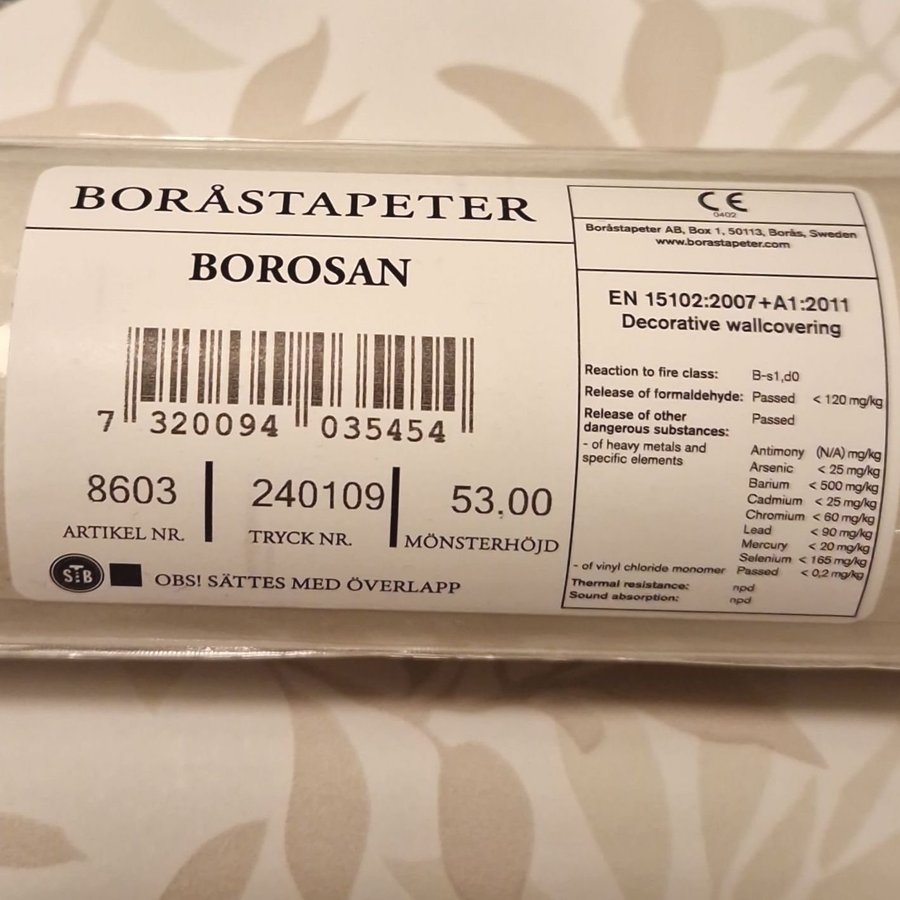 BORÅSTAPETER
BOROSAN
7 320094 035454
8603
ARTIKEL NR.
240109
TRYCK NR.
53.00
MÖNSTERHÖJD
STB
OBS! SÄTTES MED ÖVERLAPP
CE
0402
Boråstapeter AB, Box 1, 50113, Borås, Sweden
www.borastapeter.com
EN 15102:2007+A1:2011
Decorative wallcovering
Reaction to fire class: B-s1,d0
Release of formaldehyde: Passed < 120 mg/kg
Release of other
dangerous substances: Passed
- of heavy metals and
specific elements
Antimony (N/A) mg/kg
Arsenic < 25 mg/kg
Barium < 500 mg/kg
Cadmium < 25 mg/kg
Chromium < 60 mg/kg
Lead < 90 mg/kg
Mercury < 20 mg/kg
Selenium < 165 mg/kg
- of vinyl chloride monomer Passed < 0,2 mg/kg
Thermal resistance: npd
Sound absorption: npd